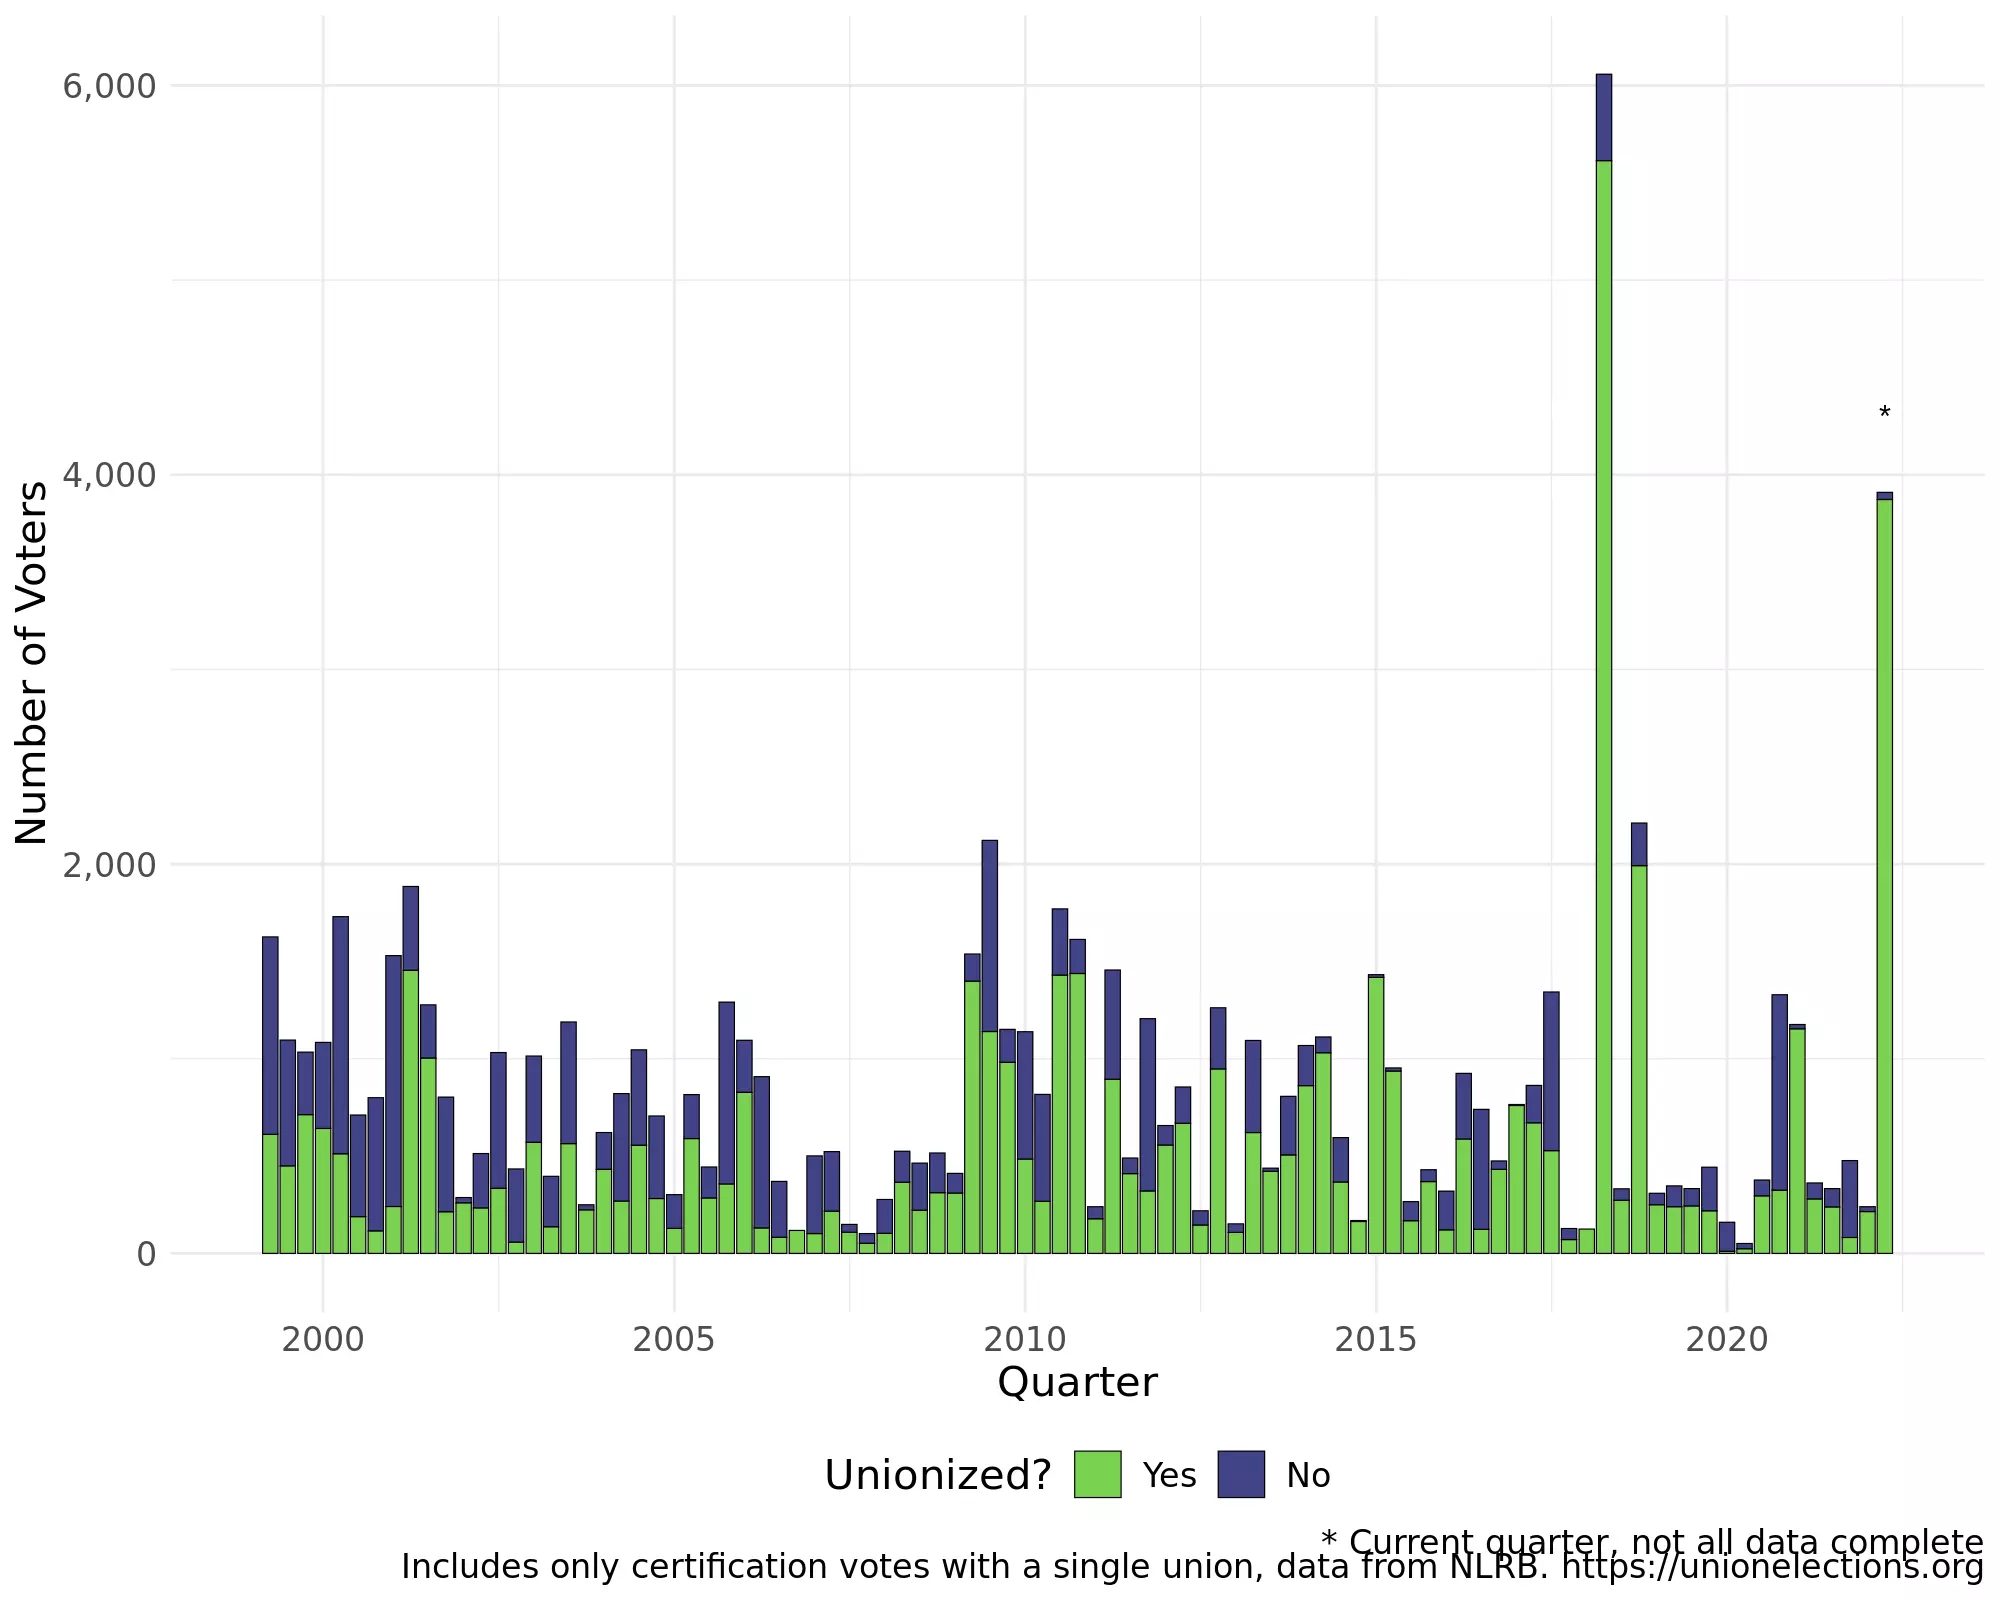 6,000
4,000
2,000
0
Number of Voters
*
2000 2005 2010 2015 2020
Quarter
Unionized? Yes No
* Current quarter, not all data complete
Includes only certification votes with a single union, data from NLRB. https://unionelections.org